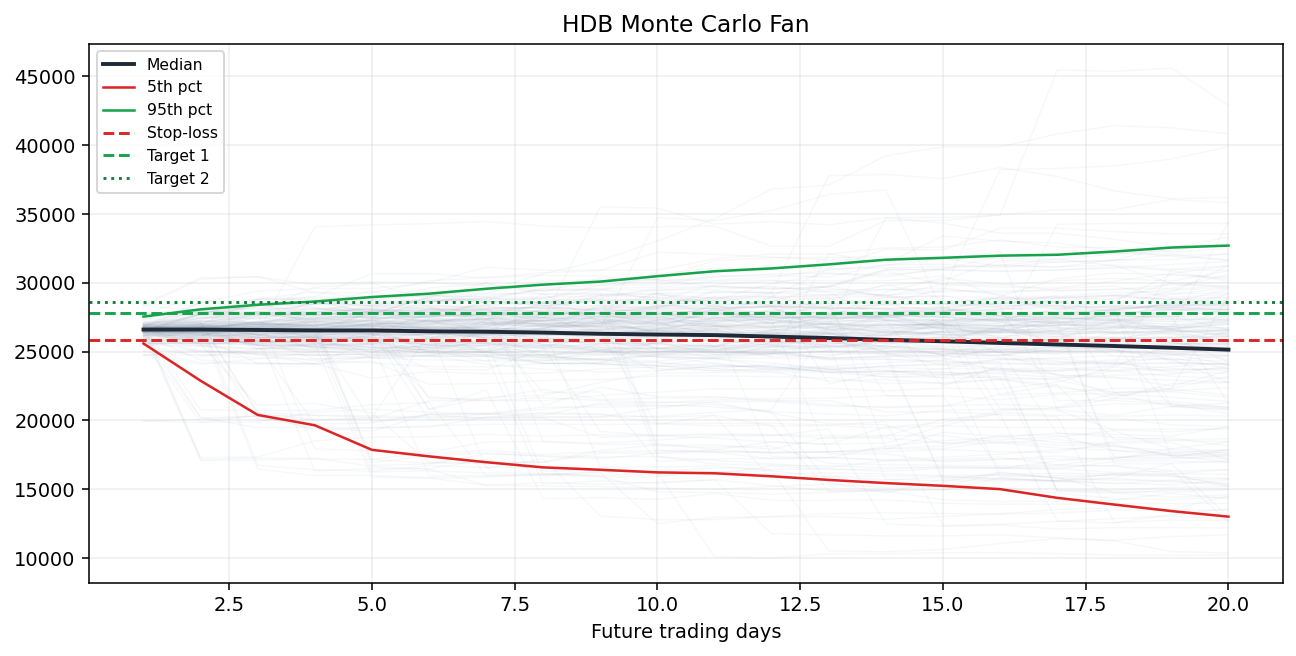 HDB Monte Carlo Fan
Median
5th pct
95th pct
Stop-loss
Target 1
Target 2
45000
40000
35000
30000
25000
20000
15000
10000
2.5 5.0 7.5 10.0 12.5 15.0 17.5 20.0
Future trading days